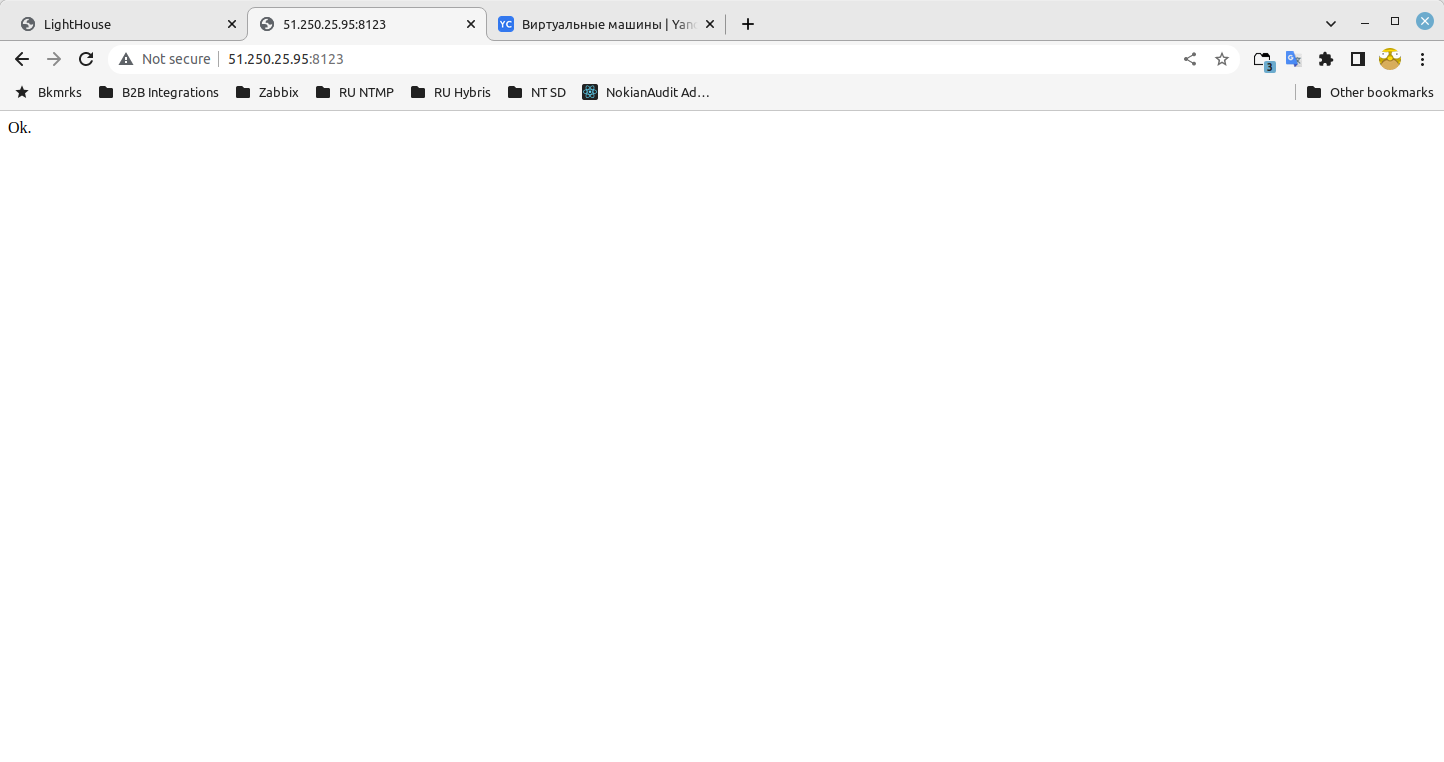 LightHouse
51.250.25.95:8123
YC Виртуальные машины | Yan
Not secure 51.250.25.95:8123
3
Bkmrks B2B Integrations Zabbix RU NTMP RU Hybris NT SD NokianAudit Ad... Other bookmarks
Ok.